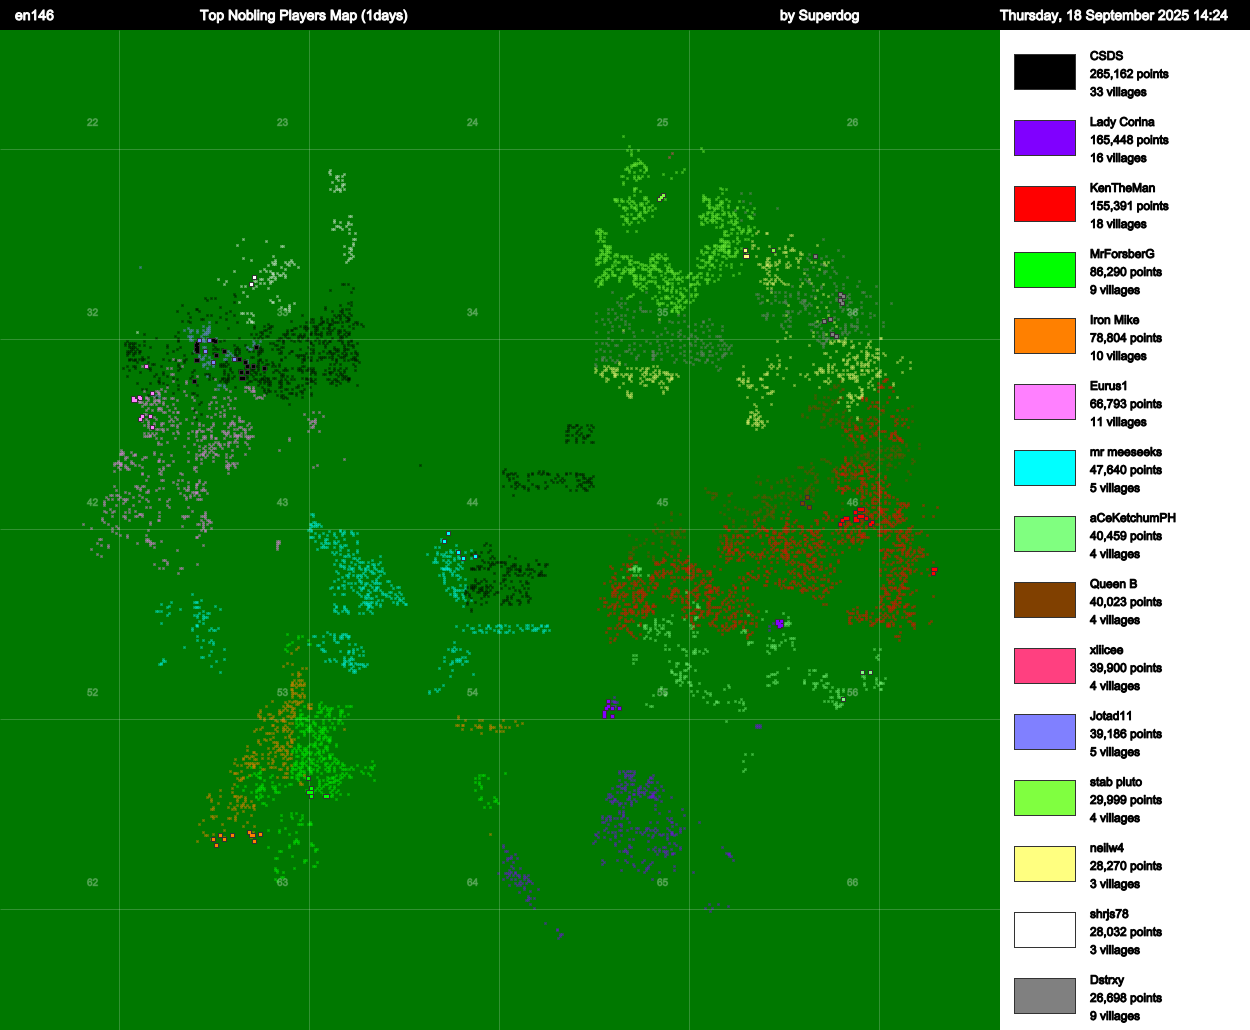 en146 Top Nobling Players Map (1days) by Superdog Thursday, 18 September 2025 14:24
22 23 24 25 26
32 33 34 35 36
42 43 44 45 46
52 53 54 55 56
62 63 64 65 66
CSDS
265,162 points
33 villages
Lady Corina
165,448 points
16 villages
KenTheMan
155,391 points
18 villages
MrForsberG
86,290 points
9 villages
Iron Mike
78,804 points
10 villages
Eurus1
66,793 points
11 villages
mr meeseeks
47,640 points
5 villages
aCeKetchumPH
40,459 points
4 villages
Queen B
40,023 points
4 villages
xlicee
39,900 points
4 villages
Jotad11
39,186 points
5 villages
stab pluto
29,999 points
4 villages
neilw4
28,270 points
3 villages
shrjs78
28,032 points
3 villages
Dstrxy
26,698 points
9 villages